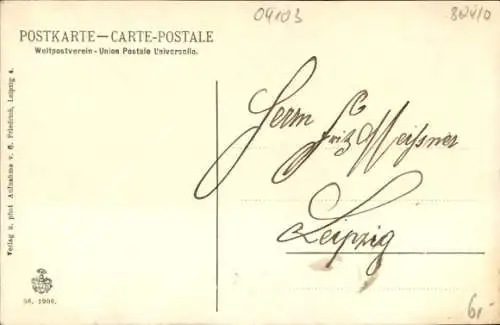 04103
80410
POSTKARTE — CARTE-POSTALE
Weltpostverein - Union Postale Universelle.
Verlag u. phot Aufnahme v. G. Friedrich, Leipzig 4.
Herrn
Fritz Meißner
Leipzig
56. 1906.
6,-